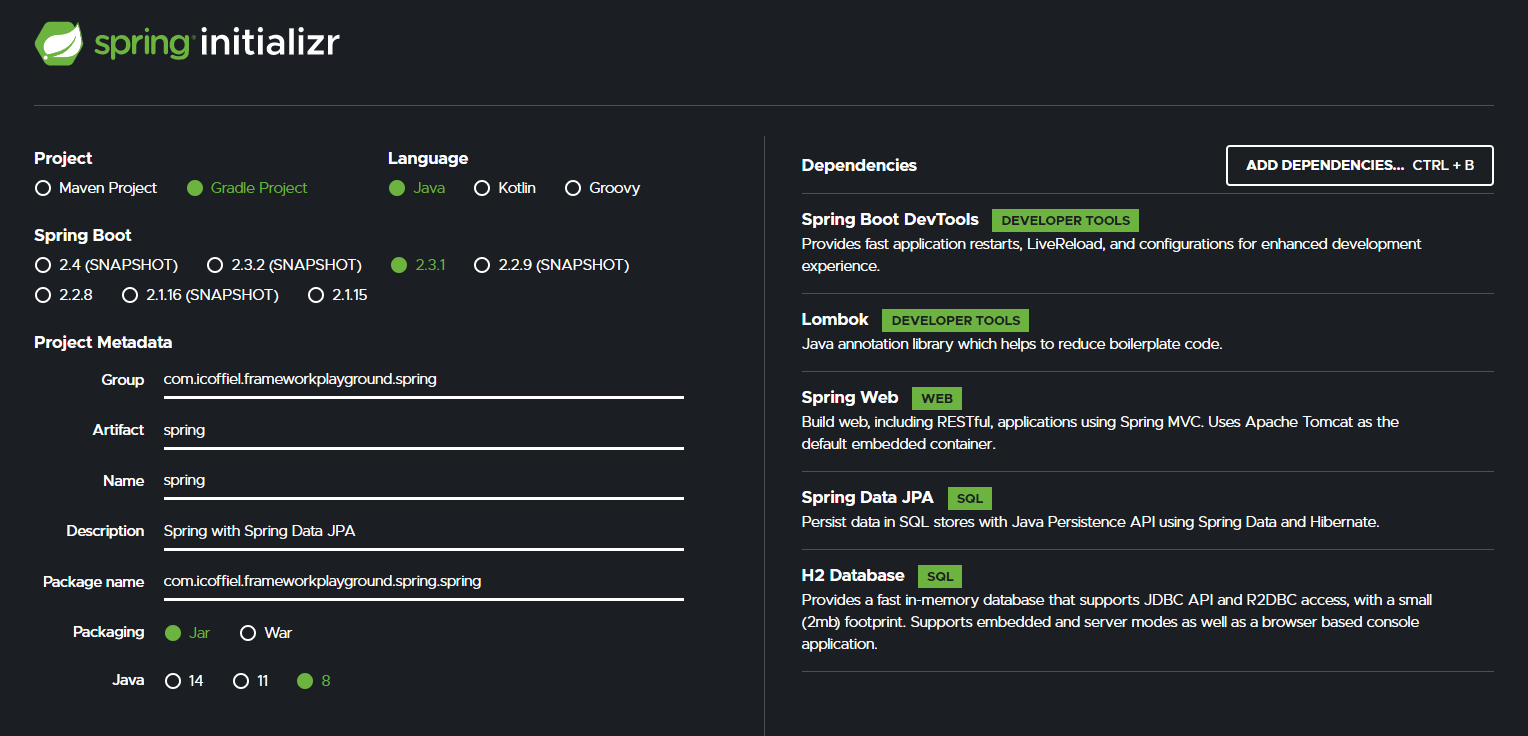 spring initializr
Project
Language
Maven Project Gradle Project
Java Kotlin Groovy
Spring Boot
2.4 (SNAPSHOT) 2.3.2 (SNAPSHOT) 2.3.1 2.2.9 (SNAPSHOT)
2.2.8 2.1.16 (SNAPSHOT) 2.1.15
Project Metadata
Group com.icoffiel.frameworkplayground.spring
Artifact spring
Name spring
Description Spring with Spring Data JPA
Package name com.icoffiel.frameworkplayground.spring.spring
Packaging Jar War
Java 14 11 8
Dependencies
ADD DEPENDENCIES... CTRL + B
Spring Boot DevTools DEVELOPER TOOLS
Provides fast application restarts, LiveReload, and configurations for enhanced development
experience.
Lombok DEVELOPER TOOLS
Java annotation library which helps to reduce boilerplate code.
Spring Web WEB
Build web, including RESTful, applications using Spring MVC. Uses Apache Tomcat as the
default embedded container.
Spring Data JPA SQL
Persist data in SQL stores with Java Persistence API using Spring Data and Hibernate.
H2 Database SQL
Provides a fast in-memory database that supports JDBC API and R2DBC access, with a small
(2mb) footprint. Supports embedded and server modes as well as a browser based console
application.